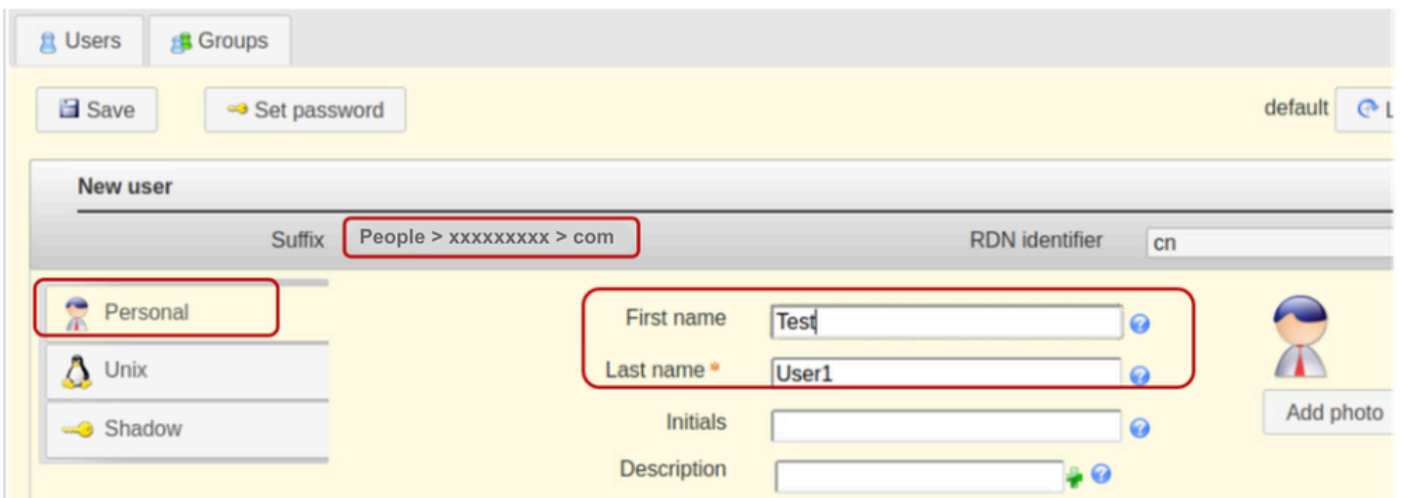 Users Groups
Save Set password default L
New user
Suffix People > xxxxxxxxx > com RDN identifier cn
Personal First name Test
Unix Last name * User1
Shadow Initials Add photo
Description